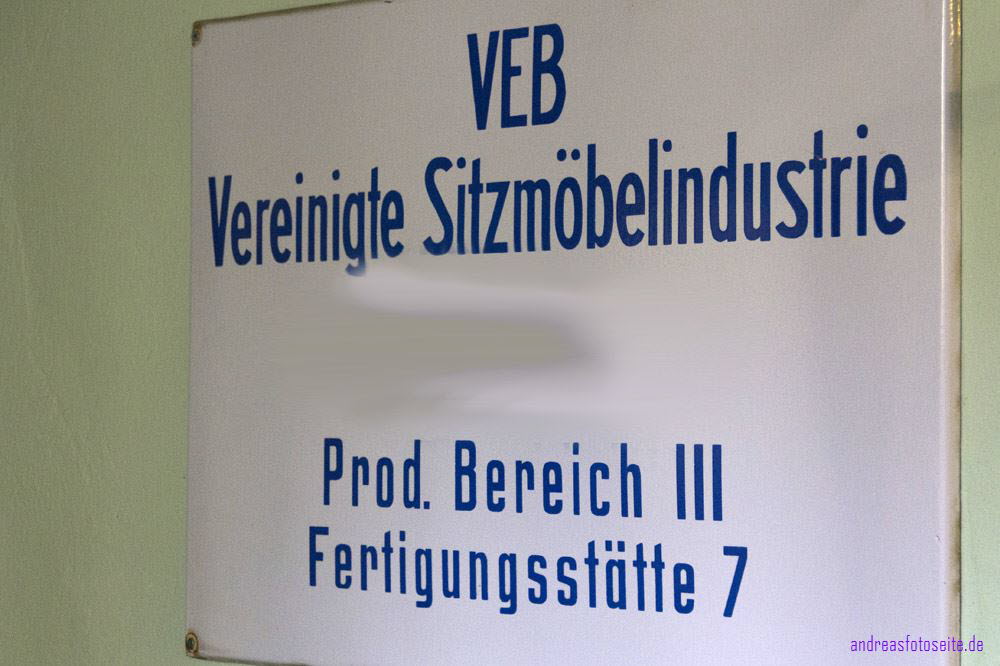 VEB
Vereinigte Sitzmöbelindustrie
Prod. Bereich III
Fertigungsstätte 7
andreasfotoseite.de